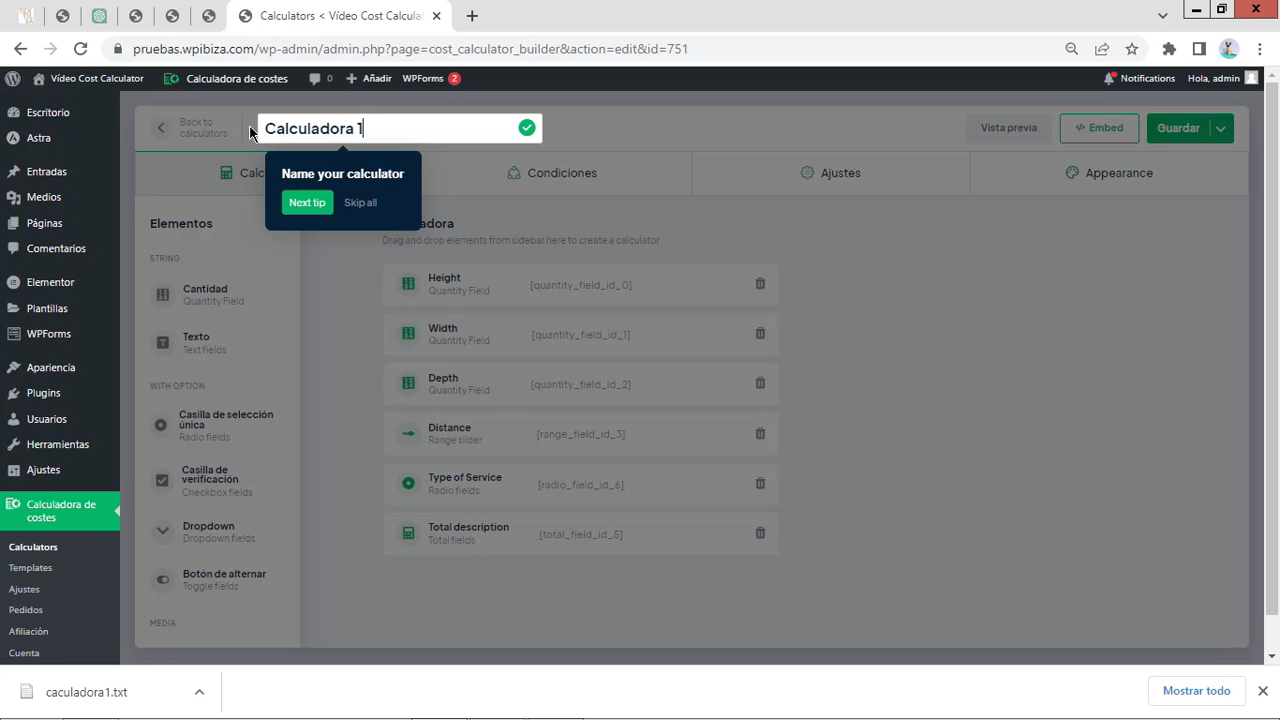 Calculators < Vídeo Cost Calcula
pruebas.wpibiza.com/wp-admin/admin.php?page=cost_calculator_builder&action=edit&id=751
Vídeo Cost Calculator
Calculadora de costes
0
Añadir
WPForms 2
Notifications
Hola, admin
Escritorio
Astra
Entradas
Medios
Páginas
Comentarios
Elementor
Plantillas
WPForms
Apariencia
Plugins
Usuarios
Herramientas
Ajustes
Calculadora de
costes
Calculators
Templates
Ajustes
Pedidos
Afiliación
Cuenta
Back to
calculators
Calculadora 1
Vista previa
Embed
Guardar
Name your calculator
Next tip
Skip all
Calc
Condiciones
Ajustes
Appearance
Elementos
STRING
Cantidad
Quantity Field
Texto
Text fields
WITH OPTION
Casilla de selección
única
Radio fields
Casilla de
verificación
Checkbox fields
Dropdown
Dropdown fields
Botón de alternar
Toggle fields
MEDIA
adora
Drag and drop elements from sidebar here to create a calculator
Height
Quantity Field
[quantity_field_id_0]
Width
Quantity Field
[quantity_field_id_1]
Depth
Quantity Field
[quantity_field_id_2]
Distance
Range slider
[range_field_id_3]
Type of Service
Radio fields
[radio_field_id_6]
Total description
Total fields
[total_field_id_5]
caculadora1.txt
Mostrar todo